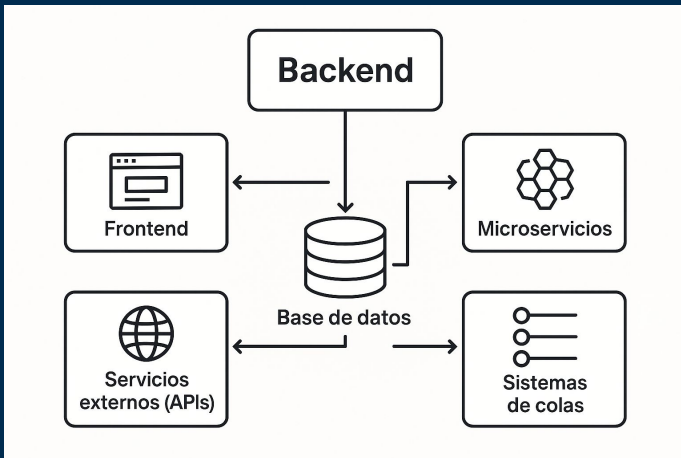 Backend
Frontend
Microservicios
Base de datos
Servicios
externos (APIs)
Sistemas
de colas